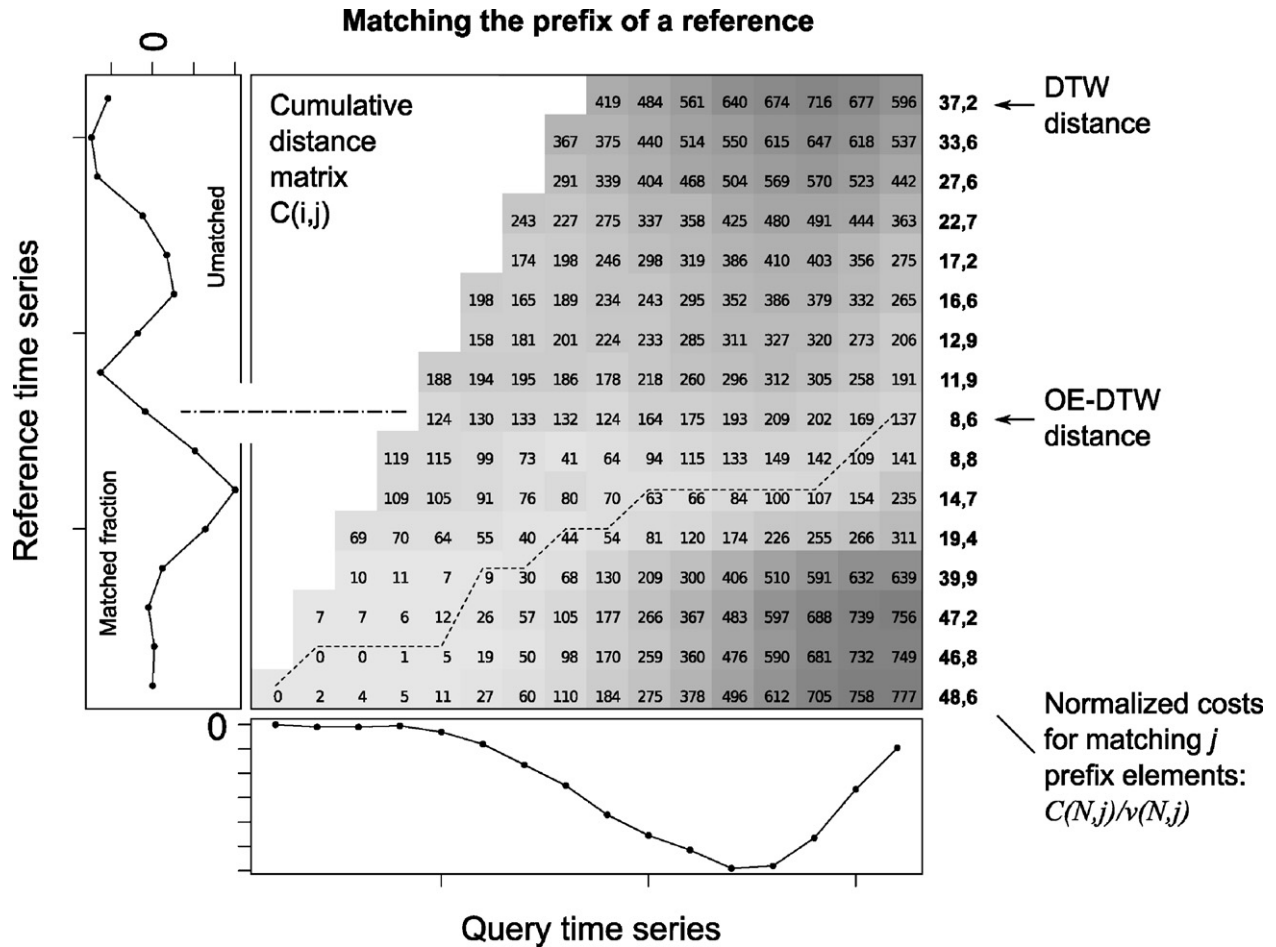 Matching the prefix of a reference
0
Cumulative
distance
matrix
C(i,j)
419 484 561 640 674 716 677 596 37,2
DTW
distance
367 375 440 514 550 615 647 618 537 33,6
291 339 404 468 504 569 570 523 442 27,6
243 227 275 337 358 425 480 491 444 363 22,7
174 198 246 298 319 386 410 403 356 275 17,2
198 165 189 234 243 295 352 386 379 332 265 16,6
158 181 201 224 233 285 311 327 320 273 206 12,9
188 194 195 186 178 218 260 296 312 305 258 191 11,9
124 130 133 132 124 164 175 193 209 202 169 137 8,6
OE-DTW
distance
119 115 99 73 41 64 94 115 133 149 142 109 141 8,8
109 105 91 76 80 70 63 66 84 100 107 154 235 14,7
69 70 64 55 40 44 54 81 120 174 226 255 266 311 19,4
10 11 7 9 30 68 130 209 300 406 510 591 632 639 39,9
7 7 6 12 26 57 105 177 266 367 483 597 688 739 756 47,2
0 0 1 5 19 50 98 170 259 360 476 590 681 732 749 46,8
0 2 4 5 11 27 60 110 184 275 378 496 612 705 758 777 48,6
Reference time series
Umatched
Matched fraction
0
Normalized costs
for matching j
prefix elements:
C(N,j)/v(N,j)
Query time series